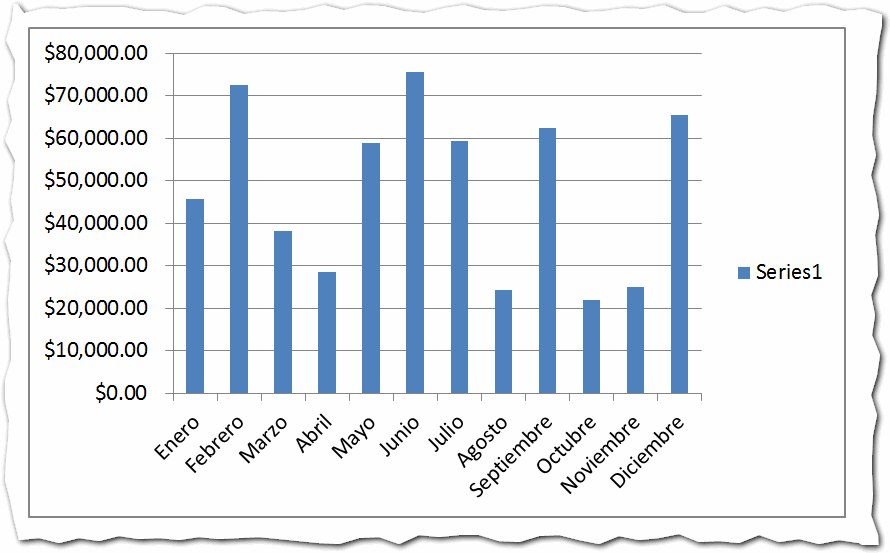 $80,000.00
$70,000.00
$60,000.00
$50,000.00
$40,000.00
$30,000.00
$20,000.00
$10,000.00
$0.00
Enero
Febrero
Marzo
Abril
Mayo
Junio
Julio
Agosto
Septiembre
Octubre
Noviembre
Diciembre
Series1